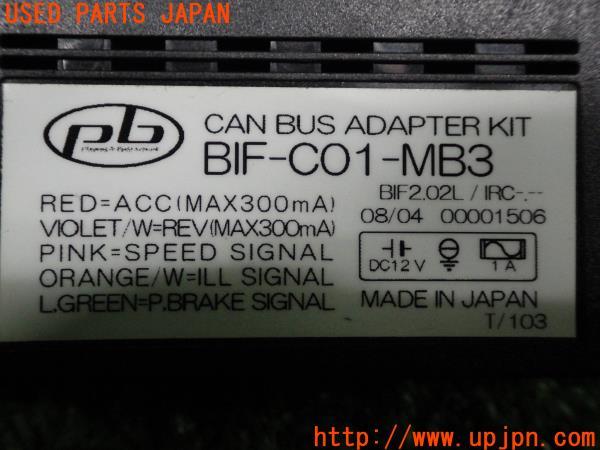 USED PARTS JAPAN
pb
CAN BUS ADAPTER KIT
BIF-C01-MB3
BIF2.02L / IRC-.--
RED=ACC(MAX300mA)
08/04 00001506
VIOLET/W=REV(MAX300mA)
PINK=SPEED SIGNAL
ORANGE/W=ILL SIGNAL
DC12V
1A
L.GREEN=P.BRAKE SIGNAL
MADE IN JAPAN
T/103
http://www.upjpn.com/